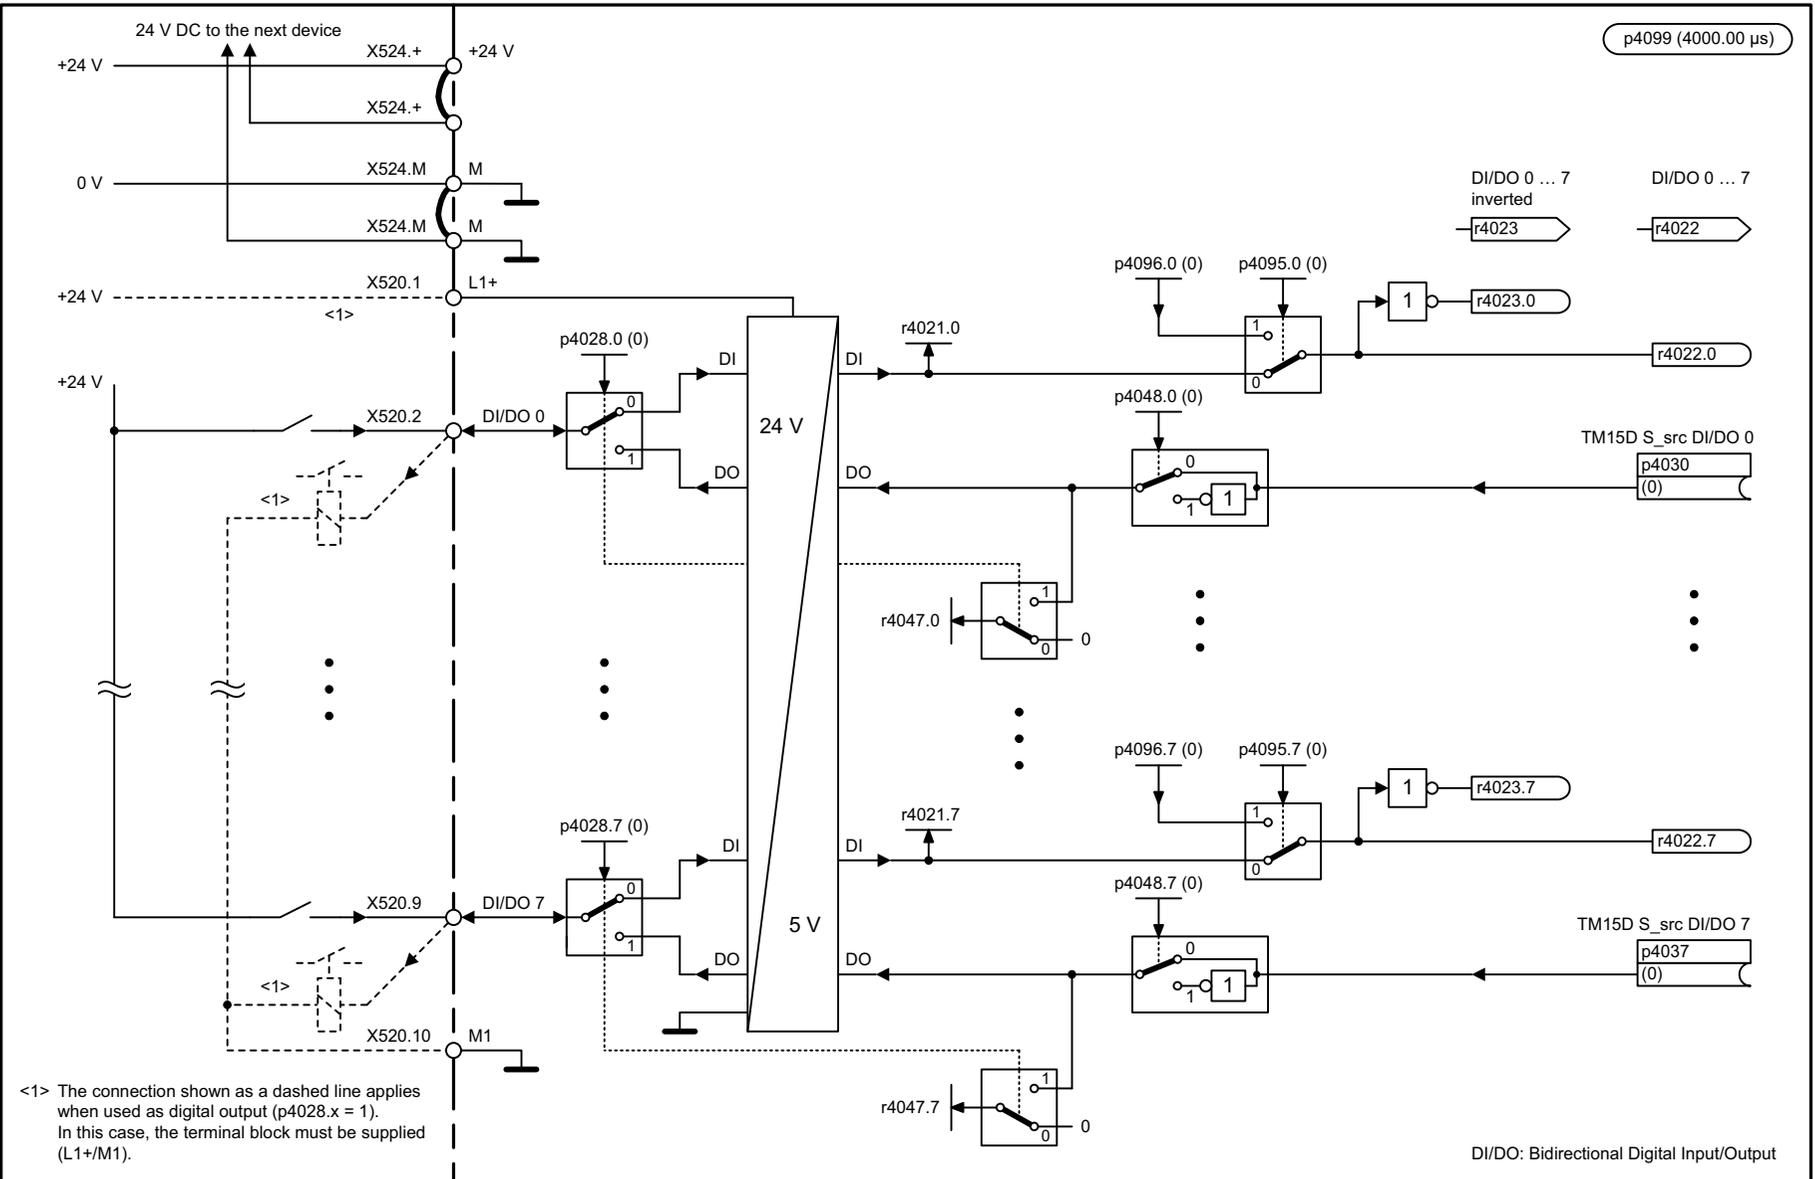 24 V DC to the next device
X524.+
+24 V
+24 V
p4099 (4000.00 µs)
X524.+
X524.M
M
0 V
X524.M
M
DI/DO 0 … 7
inverted
r4023
DI/DO 0 … 7
r4022
X520.1
L1+
+24 V
<1>
p4096.0 (0)
p4095.0 (0)
1
0
1
r4023.0
r4022.0
r4021.0
p4028.0 (0)
0
1
DI
DI
24 V
+24 V
X520.2
DI/DO 0
DO
DO
<1>
p4048.0 (0)
0
1
1
TM15D S_src DI/DO 0
p4030
(0)
r4047.0
1
0
0
p4096.7 (0)
p4095.7 (0)
1
0
1
r4023.7
r4022.7
r4021.7
p4028.7 (0)
0
1
DI
DI
5 V
X520.9
DI/DO 7
DO
DO
<1>
p4048.7 (0)
0
1
1
TM15D S_src DI/DO 7
p4037
(0)
X520.10
M1
r4047.7
1
0
0
<1> The connection shown as a dashed line applies
when used as digital output (p4028.x = 1).
In this case, the terminal block must be supplied
(L1+/M1).
DI/DO: Bidirectional Digital Input/Output